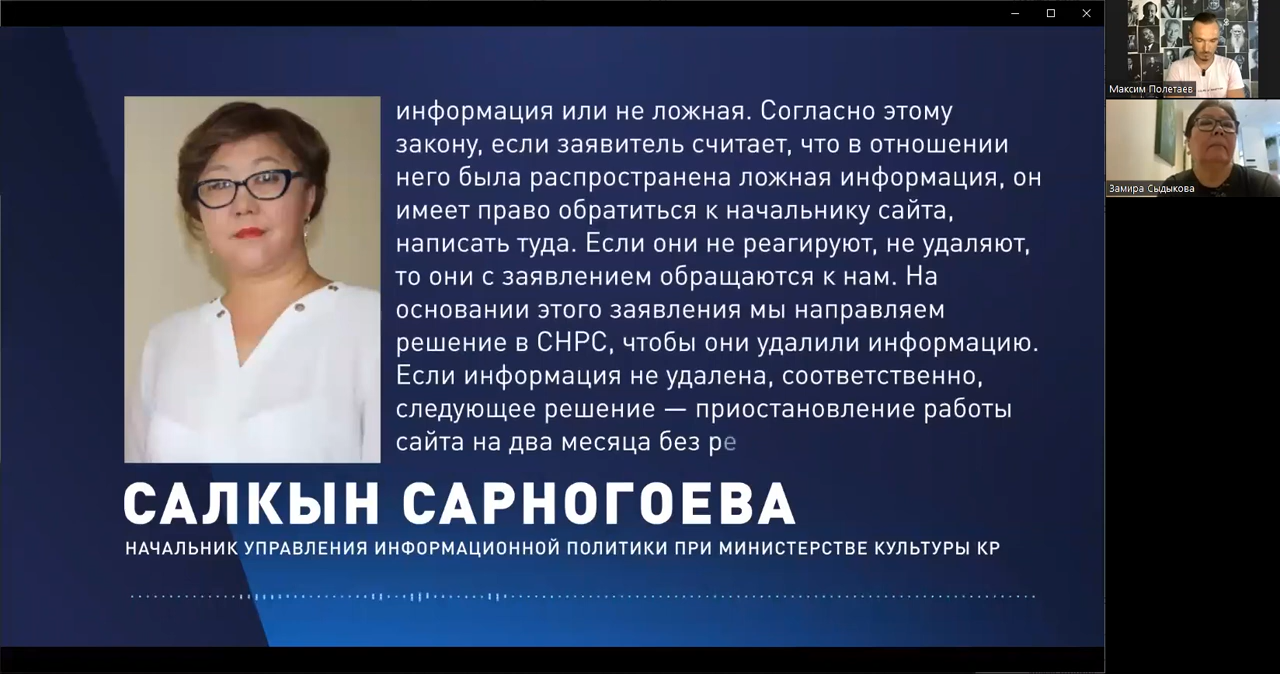 информация или не ложная. Согласно этому
закону, если заявитель считает, что в отношении
него была распространена ложная информация, он
имеет право обратиться к начальнику сайта,
написать туда. Если они не реагируют, не удаляют,
то они с заявлением обращаются к нам. На
основании этого заявления мы направляем
решение в СНРС, чтобы они удалили информацию.
Если информация не удалена, соответственно,
следующее решение — приостановление работы
сайта на два месяца без ре
САЛКЫН САРНОГОЕВА
НАЧАЛЬНИК УПРАВЛЕНИЯ ИНФОРМАЦИОННОЙ ПОЛИТИКИ ПРИ МИНИСТЕРСТВЕ КУЛЬТУРЫ КР
Максим Полетаев
Замира Сыдыкова